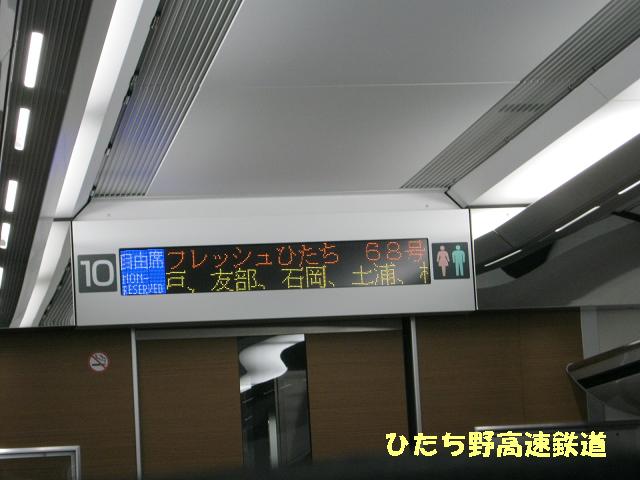 10
自由席
NON-
RESERVED
フレッシュひたち 68号
戸、友部、石岡、土浦、
ひたち野高速鉄道